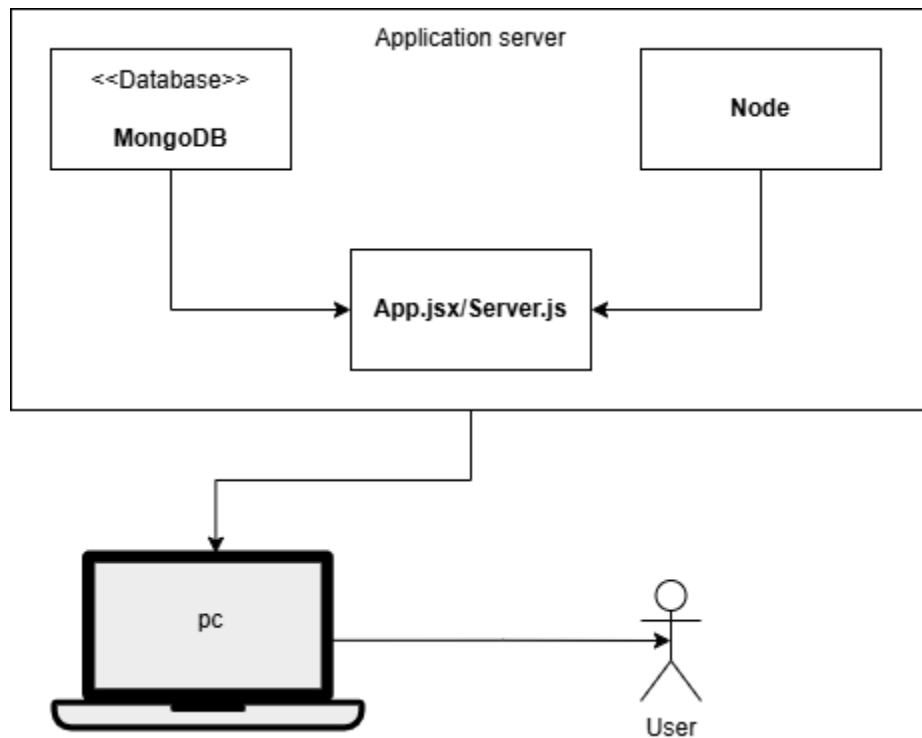 Application server
<<Database>>
MongoDB
Node
App.jsx/Server.js
pc
User